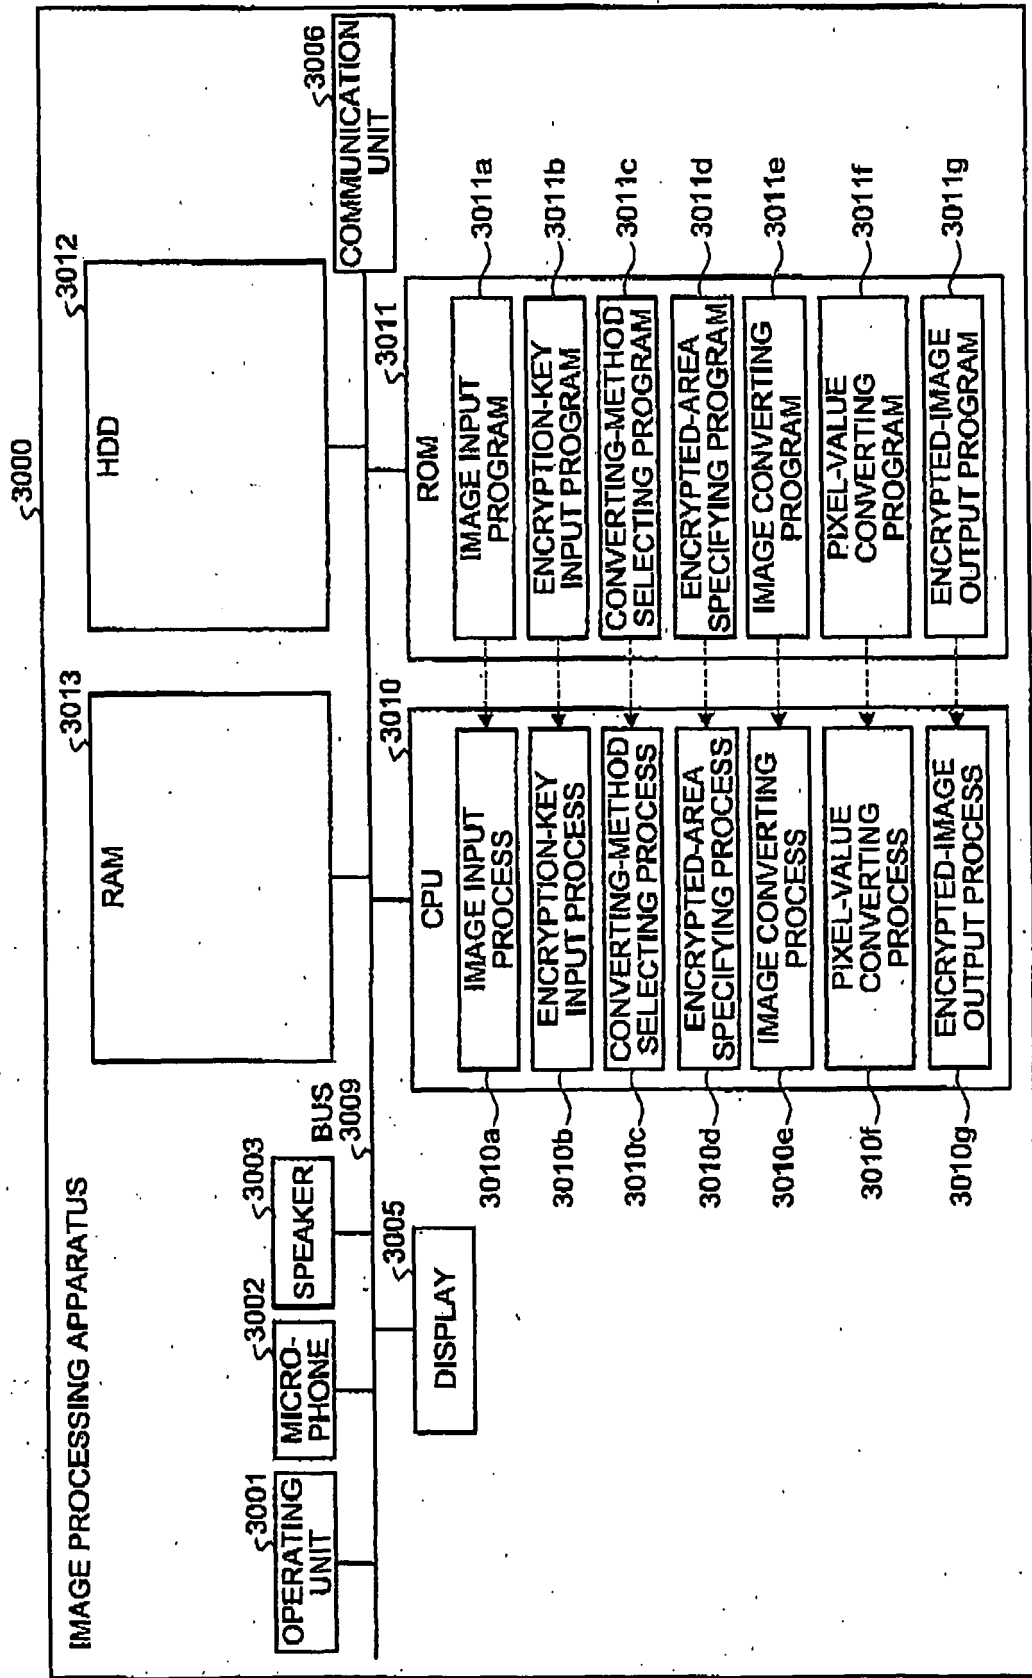 3000
IMAGE PROCESSING APPARATUS
3001
OPERATING
UNIT
3002
MICRO-
PHONE
3003
SPEAKER
BUS
3009
3005
DISPLAY
3013
RAM
3012
HDD
3006
COMMUNICATION
UNIT
3010
CPU
3010a
IMAGE INPUT
PROCESS
3010b
ENCRYPTION-KEY
INPUT PROCESS
3010c
CONVERTING-METHOD
SELECTING PROCESS
3010d
ENCRYPTED-AREA
SPECIFYING PROCESS
3010e
IMAGE CONVERTING
PROCESS
3010f
PIXEL-VALUE
CONVERTING
PROCESS
3010g
ENCRYPTED-IMAGE
OUTPUT PROCESS
3011
ROM
IMAGE INPUT
PROGRAM
3011a
ENCRYPTION-KEY
INPUT PROGRAM
3011b
CONVERTING-METHOD
SELECTING PROGRAM
3011c
ENCRYPTED-AREA
SPECIFYING PROGRAM
3011d
IMAGE CONVERTING
PROGRAM
3011e
PIXEL-VALUE
CONVERTING
PROGRAM
3011f
ENCRYPTED-IMAGE
OUTPUT PROGRAM
3011g